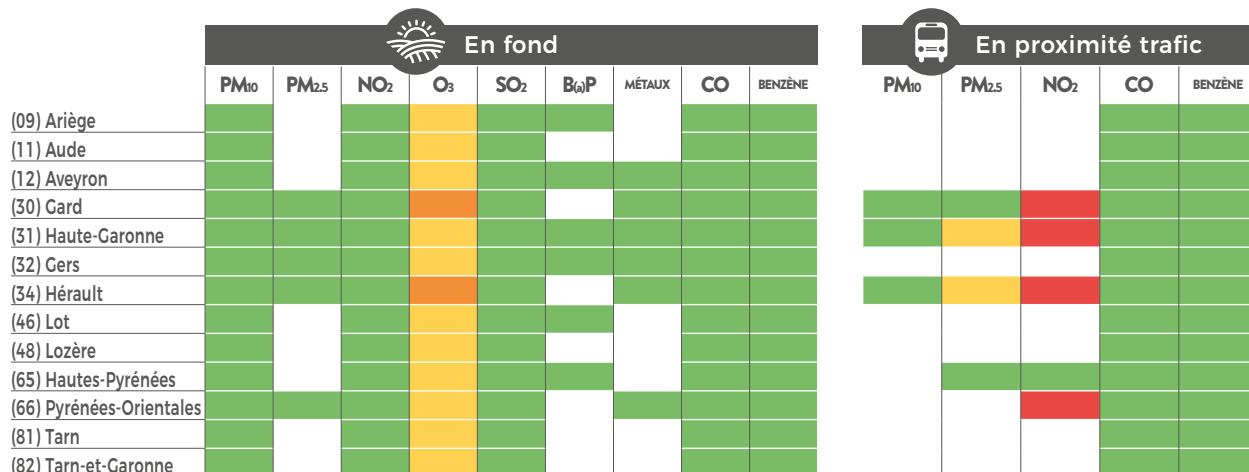 En fond En proximité trafic
PM10 PM2.5 NO2 O3 SO2 B(a)P MÉTAUX CO BENZÈNE PM10 PM2.5 NO2 CO BENZÈNE
(09) Ariège
(11) Aude
(12) Aveyron
(30) Gard
(31) Haute-Garonne
(32) Gers
(34) Hérault
(46) Lot
(48) Lozère
(65) Hautes-Pyrénées
(66) Pyrénées-Orientales
(81) Tarn
(82) Tarn-et-Garonne